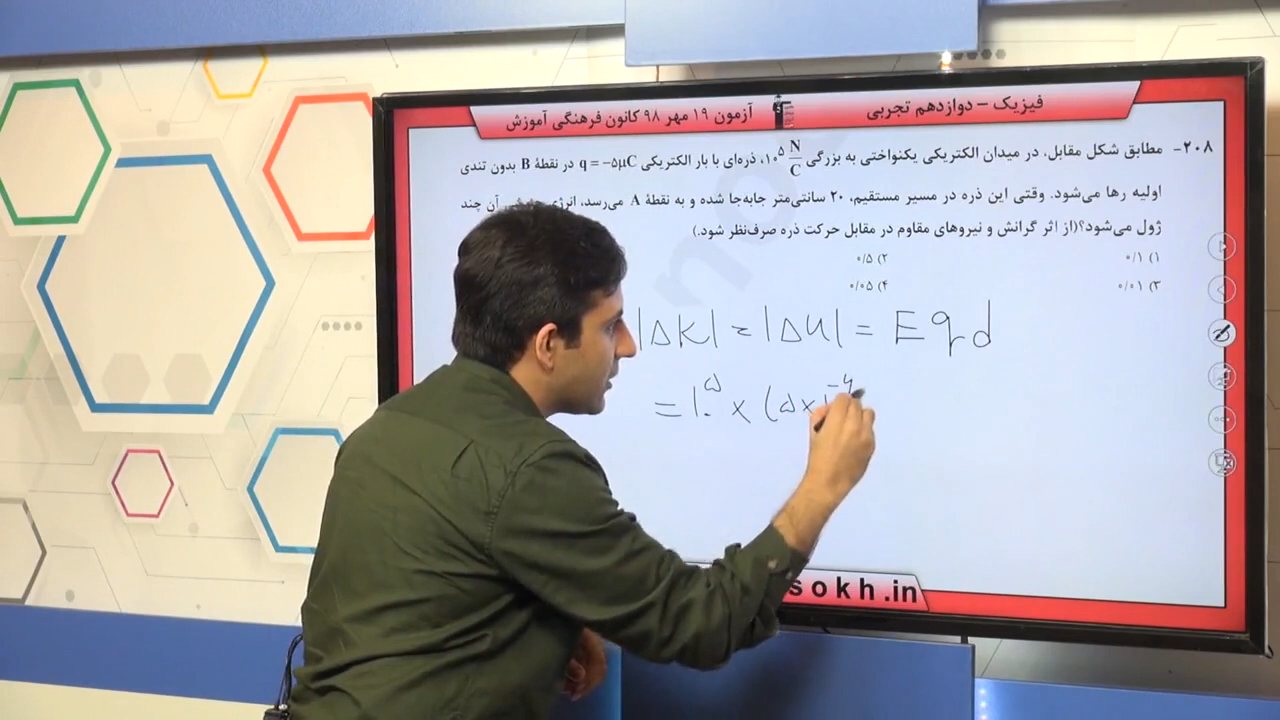 فیزیک - دوازدهم تجربی
آزمون ۱۹ مهر ۹۸ کانون فرهنگی آموزش
۲۰۸- مطابق شکل مقابل، در میدان الکتریکی یکنواختی به بزرگی ۱۰^۵ N/C، ذره‌ای با بار الکتریکی q = -۵μC در نقطهٔ B بدون تندی
اولیه رها می‌شود. وقتی این ذره در مسیر مستقیم، ۲۰ سانتی‌متر جابه‌جا شده و به نقطهٔ A می‌رسد، انرژی آن چند
ژول می‌شود؟(از اثر گرانش و نیروهای مقاوم در مقابل حرکت ذره صرف‌نظر شود.)
۱) ۰/۱ ۲) ۰/۵
۳) ۰/۰۱ ۴) ۰/۰۵
|ΔK| = |ΔU| = E q d
= ۱۰^۵ × (۵ × ^-۶
sokh.in